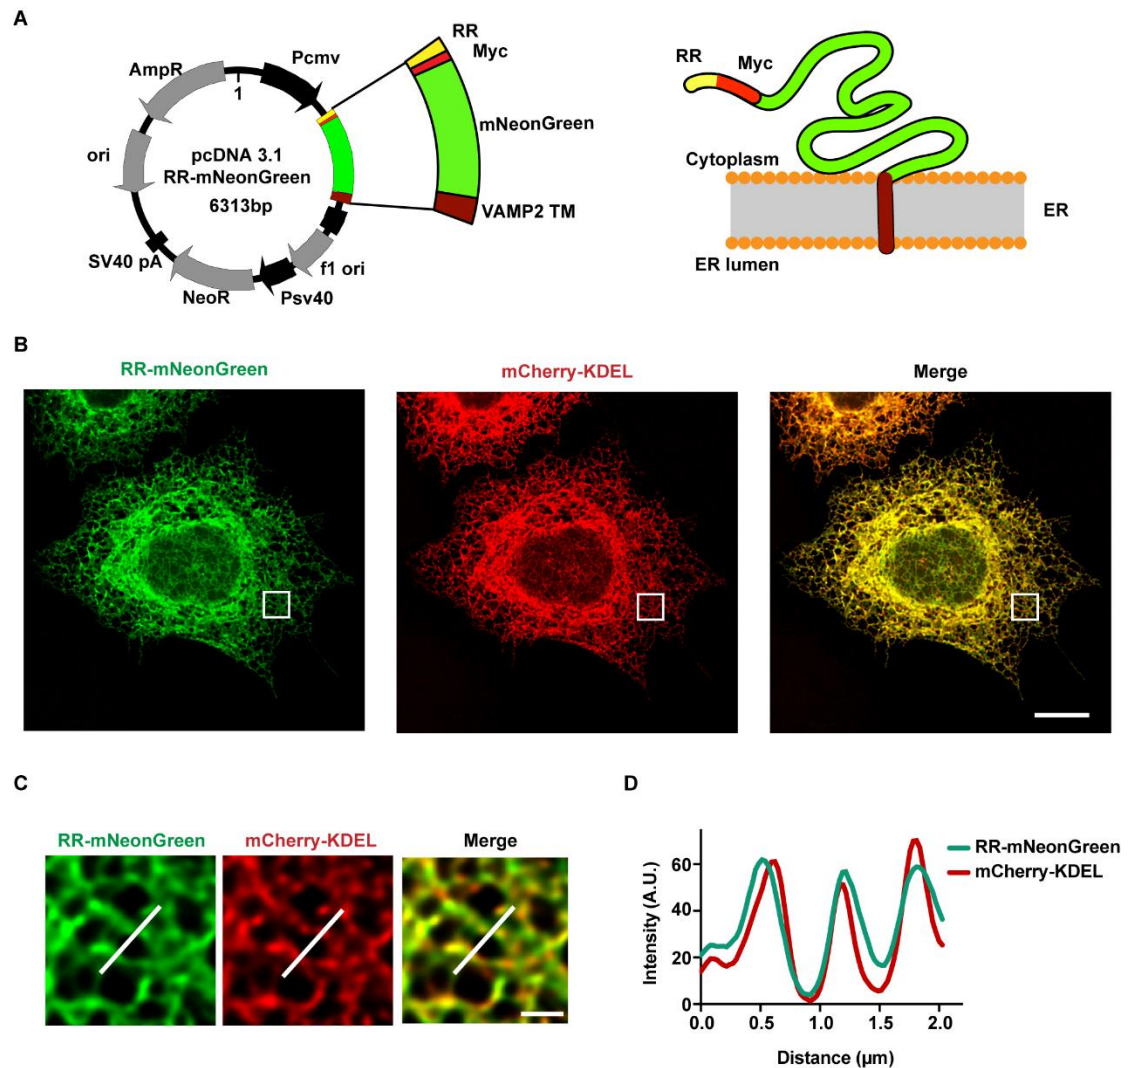 A
RR
Myc
mNeonGreen
VAMP2 TM
Pcmv
AmpR
1
ori
pcDNA 3.1
RR-mNeonGreen
6313bp
SV40 pA
NeoR
Psv40
f1 ori
RR
Myc
Cytoplasm
ER
ER lumen
B
RR-mNeonGreen
mCherry-KDEL
Merge
C
RR-mNeonGreen
mCherry-KDEL
Merge
D
RR-mNeonGreen
mCherry-KDEL
Intensity (A.U.)
60
40
20
0
0.0 0.5 1.0 1.5 2.0
Distance (µm)